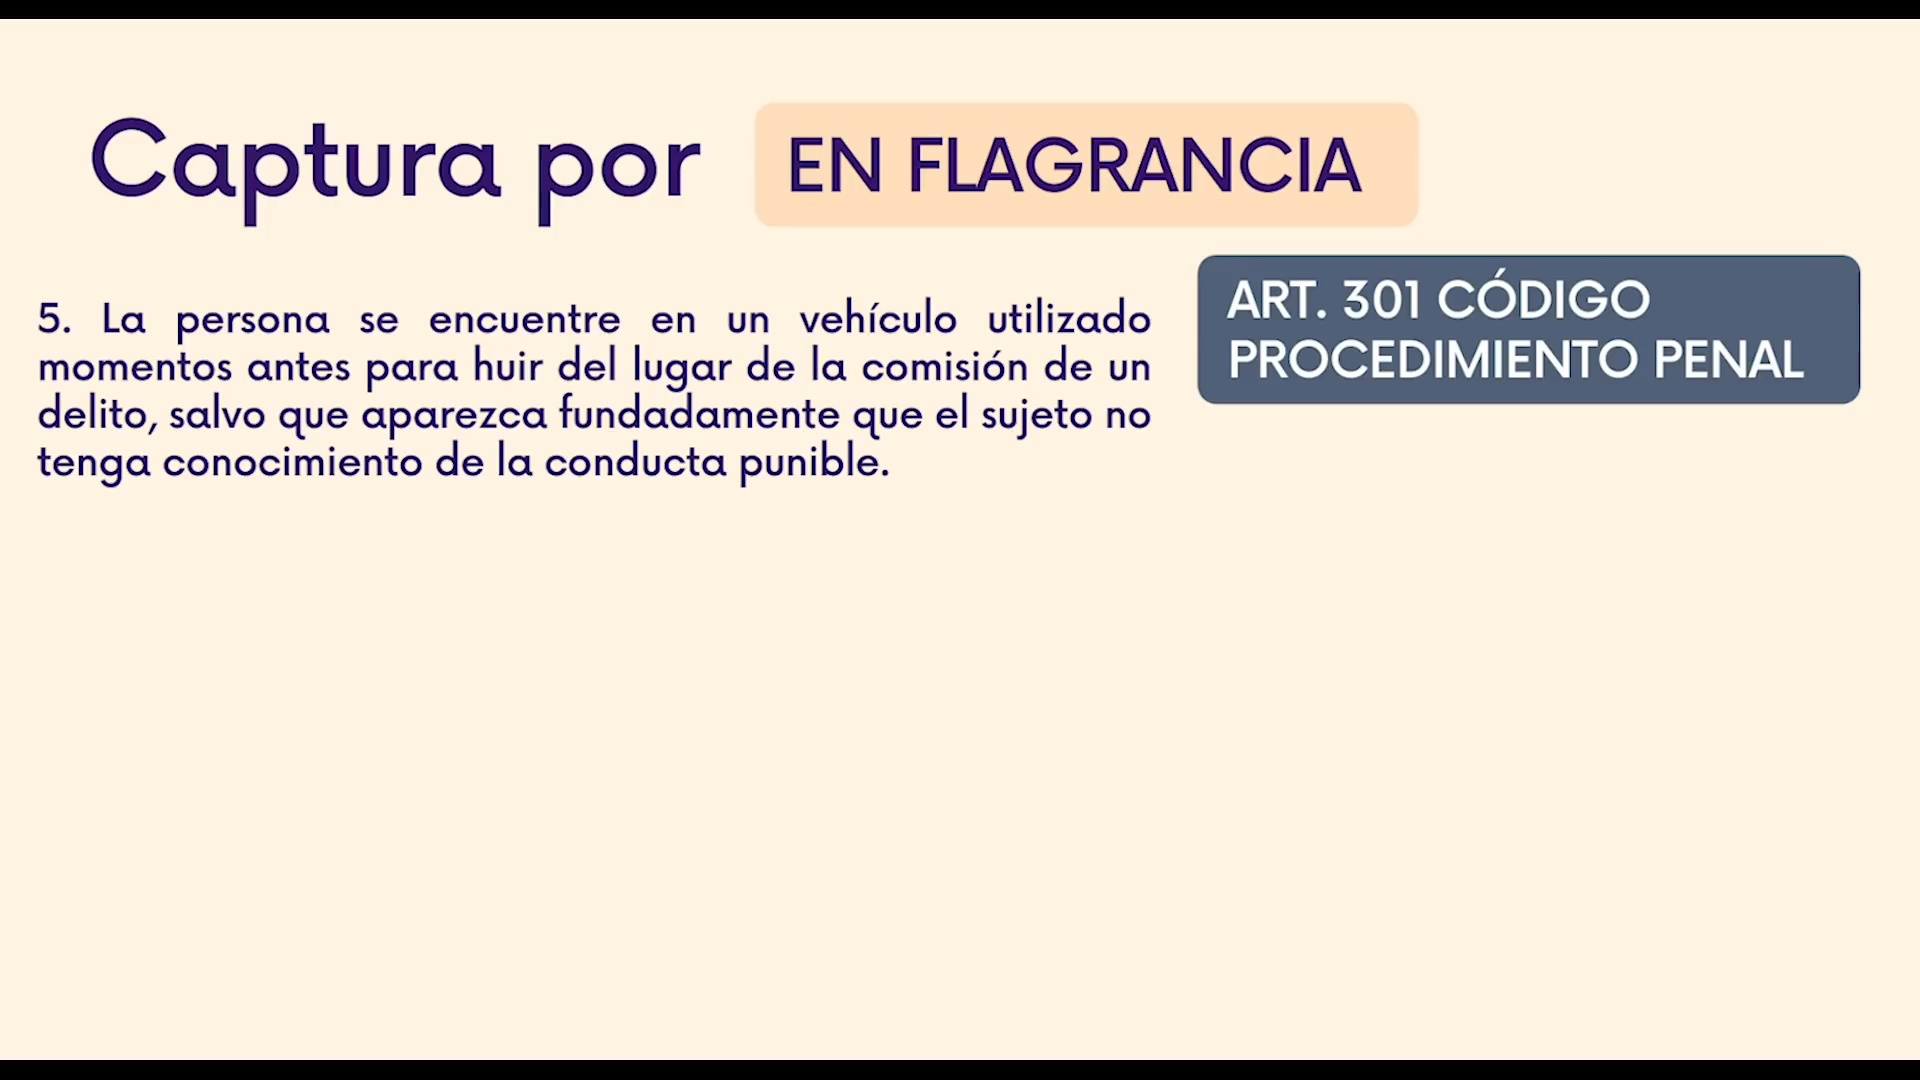 Captura por EN FLAGRANCIA
ART. 301 CÓDIGO
PROCEDIMIENTO PENAL
5. La persona se encuentre en un vehículo utilizado
momentos antes para huir del lugar de la comisión de un
delito, salvo que aparezca fundadamente que el sujeto no
tenga conocimiento de la conducta punible.